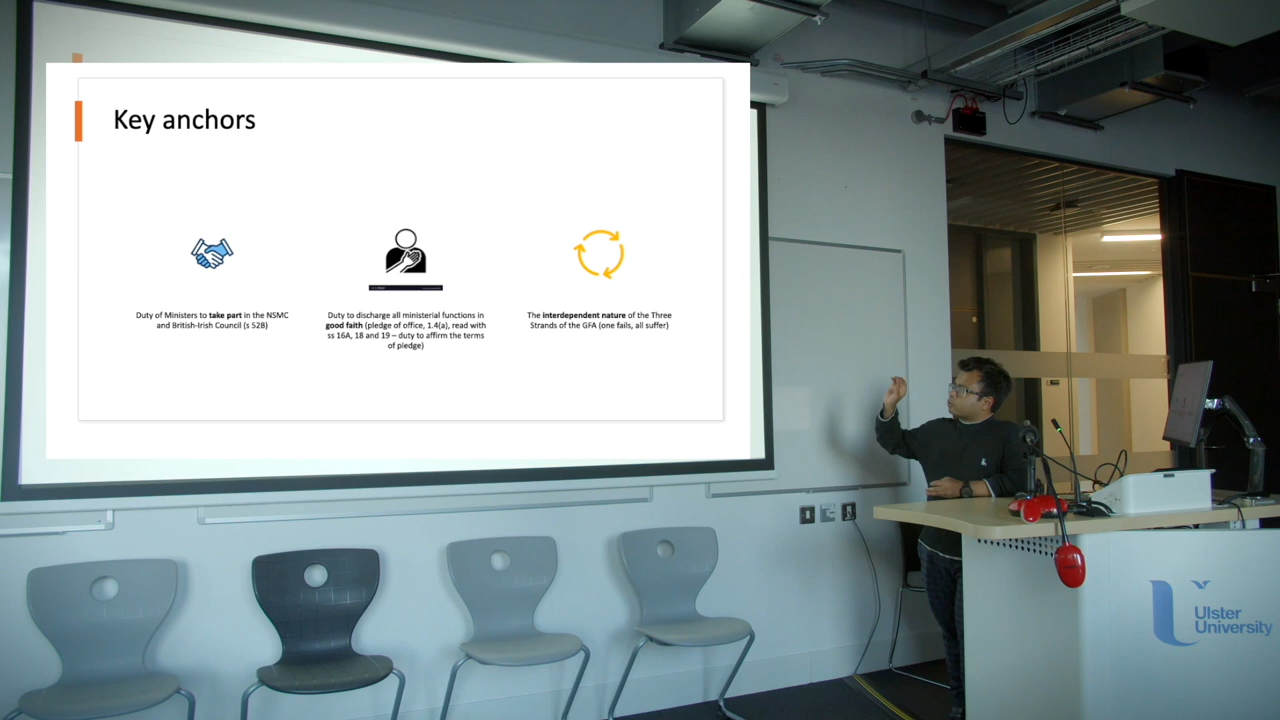 Key anchors
Duty of Ministers to take part in the NSMC
and British-Irish Council (s 52B)
Duty to discharge all ministerial functions in
good faith (pledge of office, 1.4(a), read with
ss 16A, 18 and 19 – duty to affirm the terms
of pledge)
The interdependent nature of the Three
Strands of the GFA (one fails, all suffer)
Ulster
University